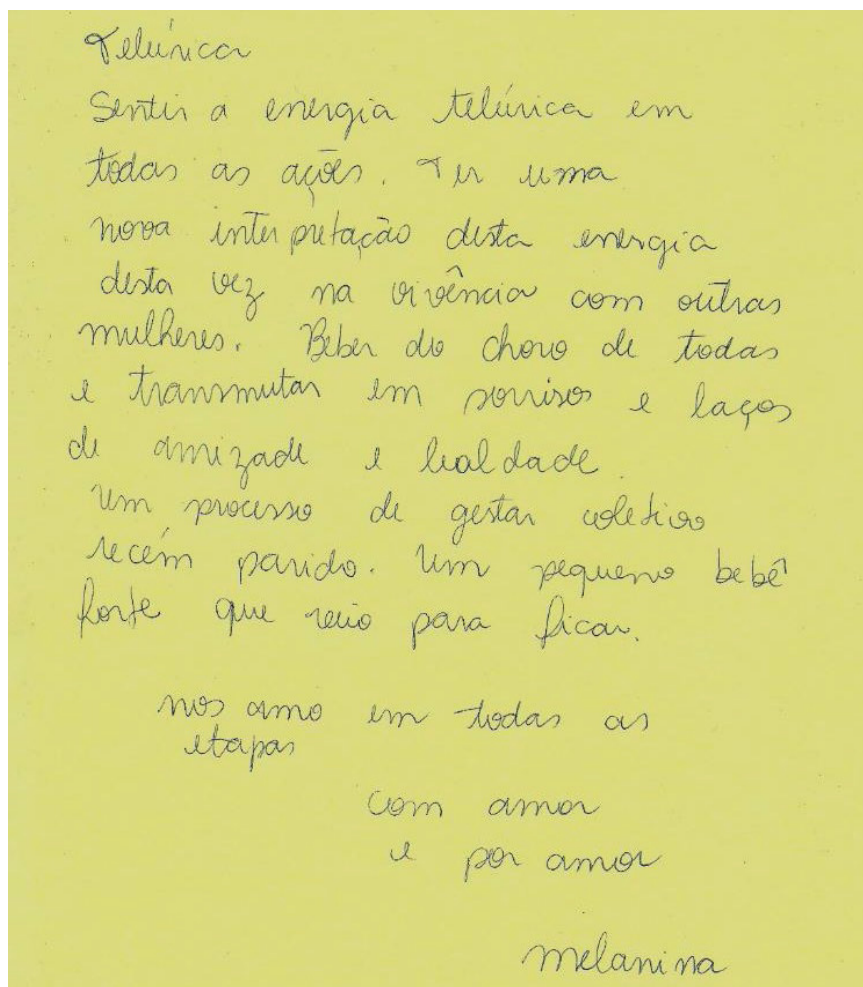 Telúrica
Sentir a energia telúrica em
todas as ações. Ter uma
nova interpretação desta energia
desta vez na vivência com outras
mulheres. Beber do choro de todas
e transmutar em sorrisos e laços
de amizade e lealdade.
Um processo de gestar coletivo
recém parido. Um pequeno bebê
forte que veio para ficar.
nos amo em todas as
etapas
com amor
e por amor
melanina